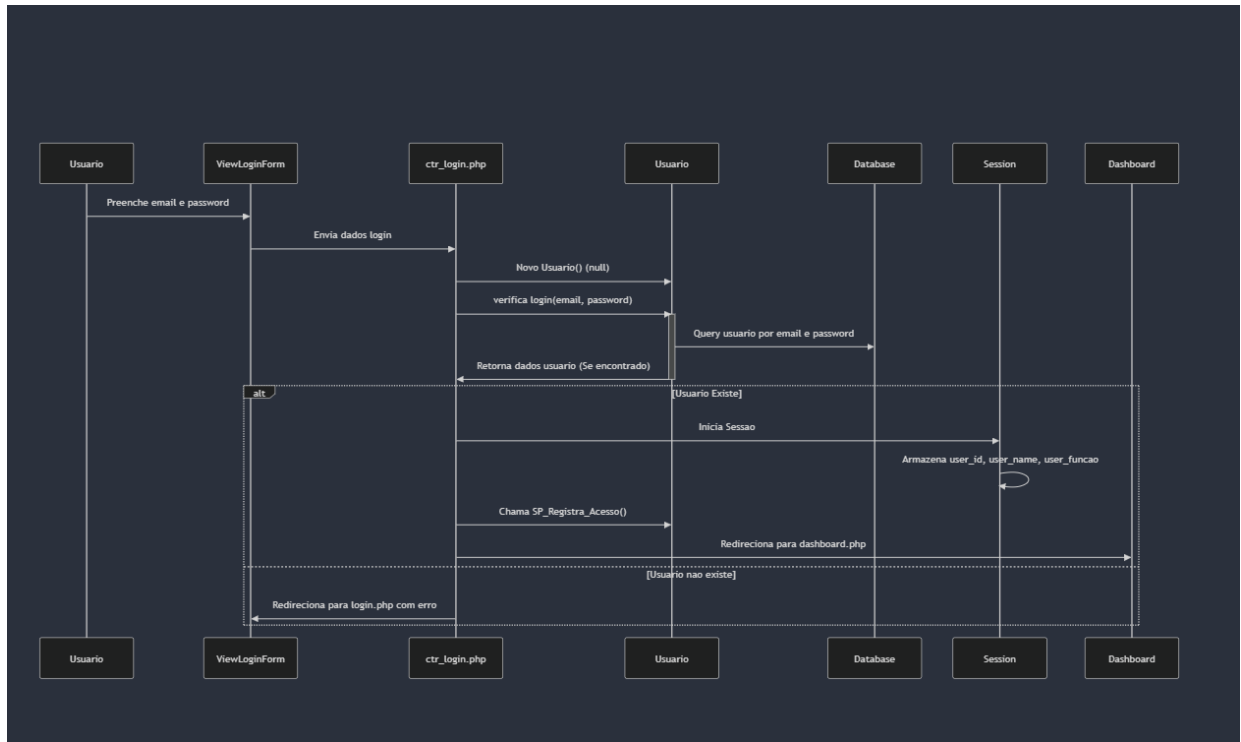 Usuario
ViewLoginForm
ctr_login.php
Usuario
Database
Session
Dashboard
Preenche email e password
Envia dados login
Novo Usuario() (null)
verifica login(email, password)
Query usuario por email e password
Retorna dados usuario (Se encontrado)
alt
[Usuario Existe]
Inicia Sessao
Armazena user_id, user_name, user_funcao
Chama SP_Registra_Acesso()
Redireciona para dashboard.php
[Usuario nao existe]
Redireciona para login.php com erro
Usuario
ViewLoginForm
ctr_login.php
Usuario
Database
Session
Dashboard